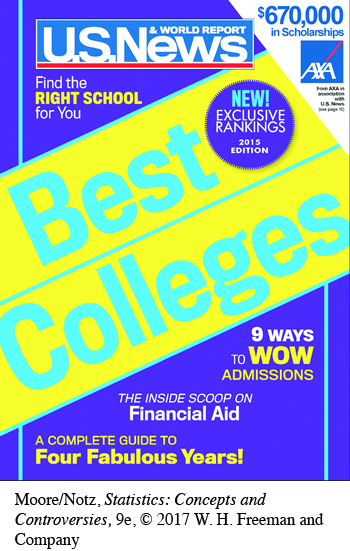 U.S.News
& WORLD REPORT
$670,000
in Scholarships
AXA
from AXA in
association
with
U.S. News
(see page 10)
Find the
RIGHT SCHOOL
for You
NEW!
EXCLUSIVE
RANKINGS
2015
EDITION
Best
Colleges
9 WAYS
TO WOW
ADMISSIONS
THE INSIDE SCOOP ON
Financial Aid
A COMPLETE GUIDE TO
Four Fabulous Years!
Moore/Notz, Statistics: Concepts and
Controversies, 9e, © 2017 W. H. Freeman and
Company